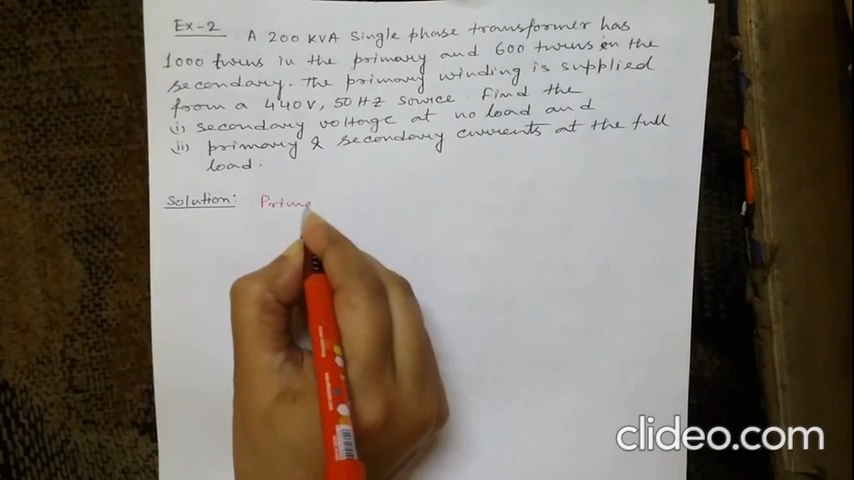 Ex-2 A 200 KVA Single phase transformer has
1000 turns in the primary and 600 turns in the
secondary. The primary winding is supplied
from a 440V, 50 HZ source. Find the
(i) secondary voltage at no load and
(ii) primary & secondary currents at the full
load.
Solution: Prim
clideo.com